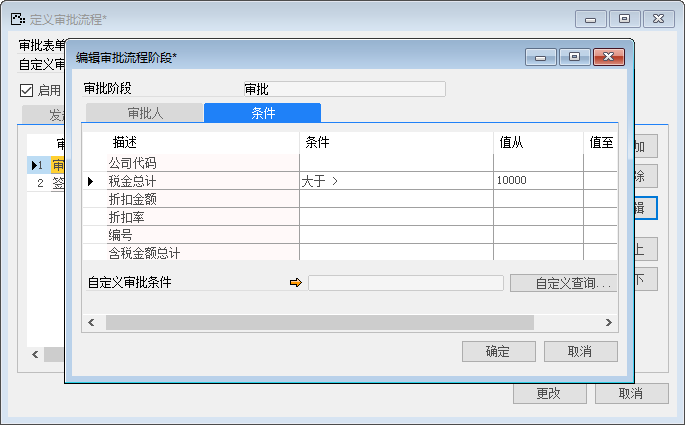 定义审批流程*
审批表单
自定义审
启用
编辑审批流程阶段*
审批阶段 审批
审批人 条件
描述 条件 值从 值至
公司代码
税金总计 大于 > 10000
折扣金额
折扣率
编号
含税金额总计
自定义审批条件 自定义查询...
确定 取消
1 审
2 签
除
辑
上
下
更改 取消